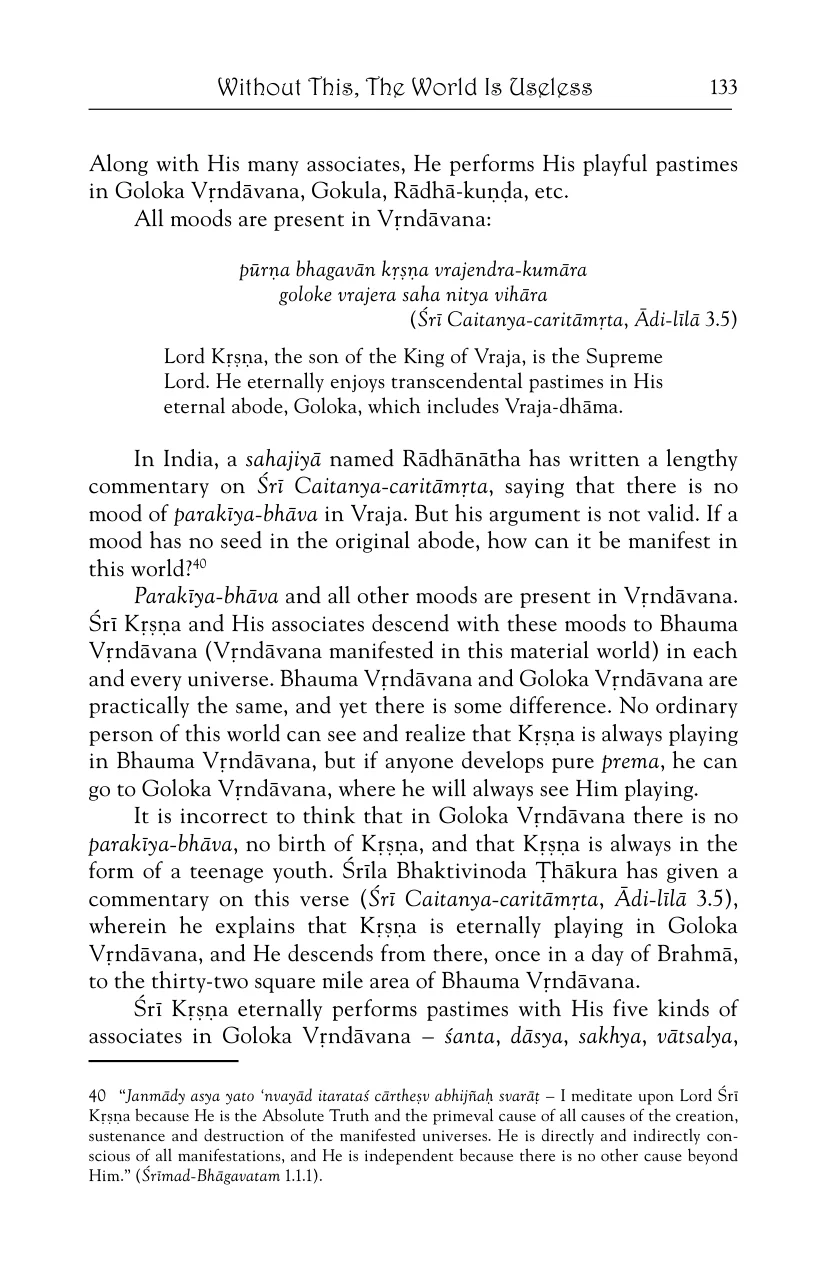 Without This, The World Is Useless 133
Along with His many associates, He performs His playful pastimes
in Goloka Vṛndāvana, Gokula, Rādhā-kuṇḍa, etc.
All moods are present in Vṛndāvana:
pūrṇa bhagavān kṛṣṇa vrajendra-kumāra
goloke vrajera saha nitya vihāra
(Śrī Caitanya-caritāmṛta, Ādi-līlā 3.5)
Lord Kṛṣṇa, the son of the King of Vraja, is the Supreme
Lord. He eternally enjoys transcendental pastimes in His
eternal abode, Goloka, which includes Vraja-dhāma.
In India, a sahajiyā named Rādhānātha has written a lengthy
commentary on Śrī Caitanya-caritāmṛta, saying that there is no
mood of parakīya-bhāva in Vraja. But his argument is not valid. If a
mood has no seed in the original abode, how can it be manifest in
this world?40
Parakīya-bhāva and all other moods are present in Vṛndāvana.
Śrī Kṛṣṇa and His associates descend with these moods to Bhauma
Vṛndāvana (Vṛndāvana manifested in this material world) in each
and every universe. Bhauma Vṛndāvana and Goloka Vṛndāvana are
practically the same, and yet there is some difference. No ordinary
person of this world can see and realize that Kṛṣṇa is always playing
in Bhauma Vṛndāvana, but if anyone develops pure prema, he can
go to Goloka Vṛndāvana, where he will always see Him playing.
It is incorrect to think that in Goloka Vṛndāvana there is no
parakīya-bhāva, no birth of Kṛṣṇa, and that Kṛṣṇa is always in the
form of a teenage youth. Śrīla Bhaktivinoda Ṭhākura has given a
commentary on this verse (Śrī Caitanya-caritāmṛta, Ādi-līlā 3.5),
wherein he explains that Kṛṣṇa is eternally playing in Goloka
Vṛndāvana, and He descends from there, once in a day of Brahmā,
to the thirty-two square mile area of Bhauma Vṛndāvana.
Śrī Kṛṣṇa eternally performs pastimes with His five kinds of
associates in Goloka Vṛndāvana – śanta, dāsya, sakhya, vātsalya,
40 “Janmādy asya yato ‘nvayād itarataś cārtheṣv abhijñaḥ svarāṭ – I meditate upon Lord Śrī
Kṛṣṇa because He is the Absolute Truth and the primeval cause of all causes of the creation,
sustenance and destruction of the manifested universes. He is directly and indirectly con-
scious of all manifestations, and He is independent because there is no other cause beyond
Him.” (Śrīmad-Bhāgavatam 1.1.1).